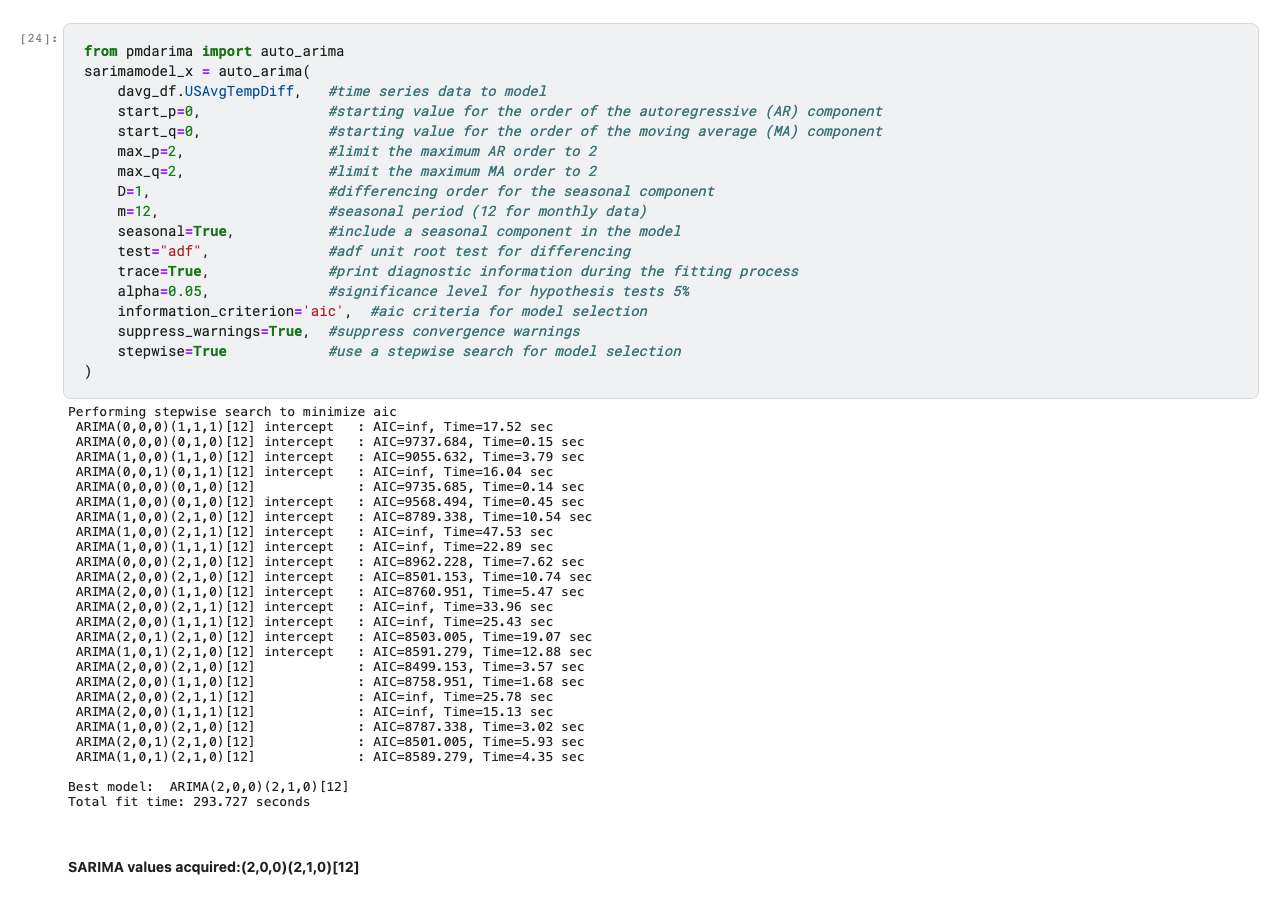 [24]:
from pmdarima import auto_arima
sarimamodel_x = auto_arima(
    davg_df.USAvgTempDiff,   #time series data to model
    start_p=0,               #starting value for the order of the autoregressive (AR) component
    start_q=0,               #starting value for the order of the moving average (MA) component
    max_p=2,                 #limit the maximum AR order to 2
    max_q=2,                 #limit the maximum MA order to 2
    D=1,                     #differencing order for the seasonal component
    m=12,                    #seasonal period (12 for monthly data)
    seasonal=True,           #include a seasonal component in the model
    test="adf",              #adf unit root test for differencing
    trace=True,              #print diagnostic information during the fitting process
    alpha=0.05,              #significance level for hypothesis tests 5%
    information_criterion='aic',  #aic criteria for model selection
    suppress_warnings=True,  #suppress convergence warnings
    stepwise=True            #use a stepwise search for model selection
)
Performing stepwise search to minimize aic
 ARIMA(0,0,0)(1,1,1)[12] intercept   : AIC=inf, Time=17.52 sec
 ARIMA(0,0,0)(0,1,0)[12] intercept   : AIC=9737.684, Time=0.15 sec
 ARIMA(1,0,0)(1,1,0)[12] intercept   : AIC=9055.632, Time=3.79 sec
 ARIMA(0,0,1)(0,1,1)[12] intercept   : AIC=inf, Time=16.04 sec
 ARIMA(0,0,0)(0,1,0)[12]             : AIC=9735.685, Time=0.14 sec
 ARIMA(1,0,0)(0,1,0)[12] intercept   : AIC=9568.494, Time=0.45 sec
 ARIMA(1,0,0)(2,1,0)[12] intercept   : AIC=8789.338, Time=10.54 sec
 ARIMA(1,0,0)(2,1,1)[12] intercept   : AIC=inf, Time=47.53 sec
 ARIMA(1,0,0)(1,1,1)[12] intercept   : AIC=inf, Time=22.89 sec
 ARIMA(0,0,0)(2,1,0)[12] intercept   : AIC=8962.228, Time=7.62 sec
 ARIMA(2,0,0)(2,1,0)[12] intercept   : AIC=8501.153, Time=10.74 sec
 ARIMA(2,0,0)(1,1,0)[12] intercept   : AIC=8760.951, Time=5.47 sec
 ARIMA(2,0,0)(2,1,1)[12] intercept   : AIC=inf, Time=33.96 sec
 ARIMA(2,0,0)(1,1,1)[12] intercept   : AIC=inf, Time=25.43 sec
 ARIMA(2,0,1)(2,1,0)[12] intercept   : AIC=8503.005, Time=19.07 sec
 ARIMA(1,0,1)(2,1,0)[12] intercept   : AIC=8591.279, Time=12.88 sec
 ARIMA(2,0,0)(2,1,0)[12]             : AIC=8499.153, Time=3.57 sec
 ARIMA(2,0,0)(1,1,0)[12]             : AIC=8758.951, Time=1.68 sec
 ARIMA(2,0,0)(2,1,1)[12]             : AIC=inf, Time=25.78 sec
 ARIMA(2,0,0)(1,1,1)[12]             : AIC=inf, Time=15.13 sec
 ARIMA(1,0,0)(2,1,0)[12]             : AIC=8787.338, Time=3.02 sec
 ARIMA(2,0,1)(2,1,0)[12]             : AIC=8501.005, Time=5.93 sec
 ARIMA(1,0,1)(2,1,0)[12]             : AIC=8589.279, Time=4.35 sec
Best model:  ARIMA(2,0,0)(2,1,0)[12]
Total fit time: 293.727 seconds
SARIMA values acquired:(2,0,0)(2,1,0)[12]